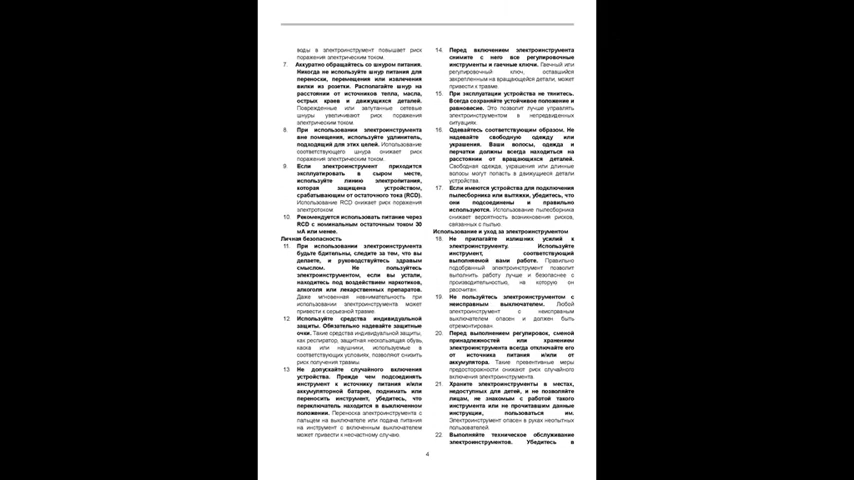 воды в электроинструмент повышает риск
поражения электрическим током.
7. Аккуратно обращайтесь со шнуром питания.
Никогда не используйте шнур питания для
переноски, перемещения или извлечения
вилки из розетки. Располагайте шнур на
расстоянии от источников тепла, масла,
острых краев и движущихся деталей.
Поврежденные или запутанные сетевые
шнуры увеличивают риск поражения
электрическим током.
8. При использовании электроинструмента
вне помещения, используйте удлинитель,
подходящий для этих целей. Использование
соответствующего шнура снижает риск
поражения электрическим током.
9. Если электроинструмент приходится
эксплуатировать в сыром месте,
используйте линию электропитания,
которая защищена устройством,
срабатывающим от остаточного тока (RCD).
Использование RCD снижает риск поражения
электротоком.
10. Рекомендуется использовать питание через
RCD с номинальным остаточным током 30
мА или менее.
Личная безопасность
11. При использовании электроинструмента
будьте бдительны, следите за тем, что вы
делаете, и руководствуйтесь здравым
смыслом. Не пользуйтесь
электроинструментом, если вы устали,
находитесь под воздействием наркотиков,
алкоголя или лекарственных препаратов.
Даже мгновенная невнимательность при
использовании электроинструмента может
привести к серьезной травме.
12. Используйте средства индивидуальной
защиты. Обязательно надевайте защитные
очки. Такие средства индивидуальной защиты,
как респиратор, защитная нескользящая обувь,
каска или наушники, используемые в
соответствующих условиях, позволяют снизить
риск получения травмы.
13. Не допускайте случайного включения
устройства. Прежде чем подсоединять
инструмент к источнику питания и/или
аккумуляторной батарее, поднимать или
переносить инструмент, убедитесь, что
переключатель находится в выключенном
положении. Переноска электроинструмента с
пальцем на выключателе или подача питания
на инструмент с включенным выключателем
может привести к несчастному случаю.
14. Перед включением электроинструмента
снимите с него все регулировочные
инструменты и гаечные ключи. Гаечный или
регулировочный ключ, оставшийся
закрепленным на вращающейся детали, может
привести к травме.
15. При эксплуатации устройства не тянитесь.
Всегда сохраняйте устойчивое положение и
равновесие. Это позволит лучше управлять
электроинструментом в непредвиденных
ситуациях.
16. Одевайтесь соответствующим образом. Не
надевайте свободную одежду или
украшения. Ваши волосы, одежда и
перчатки должны всегда находиться на
расстоянии от вращающихся деталей.
Свободная одежда, украшения или длинные
волосы могут попасть в движущиеся детали
устройства.
17. Если имеются устройства для подключения
пылесборника или вытяжки, убедитесь, что
они подсоединены и правильно
используются. Использование пылесборника
снижает вероятность возникновения рисков,
связанных с пылью.
Использование и уход за электроинструментом
18. Не прилагайте излишних усилий к
электроинструменту. Используйте
инструмент, соответствующий
выполняемой вами работе. Правильно
подобранный электроинструмент позволит
выполнить работу лучше и безопаснее с
производительностью, на которую он
рассчитан.
19. Не пользуйтесь электроинструментом с
неисправным выключателем. Любой
электроинструмент с неисправным
выключателем опасен и должен быть
отремонтирован.
20. Перед выполнением регулировок, сменой
принадлежностей или хранением
электроинструмента всегда отключайте его
от источника питания и/или от
аккумулятора. Такие превентивные меры
предосторожности снижают риск случайного
включения электроинструмента.
21. Храните электроинструменты в местах,
недоступных для детей, и не позволяйте
лицам, не знакомым с работой такого
инструмента или не прочитавшим данные
инструкции, пользоваться им.
Электроинструмент опасен в руках неопытных
пользователей.
22. Выполняйте техническое обслуживание
электроинструментов. Убедитесь в
4